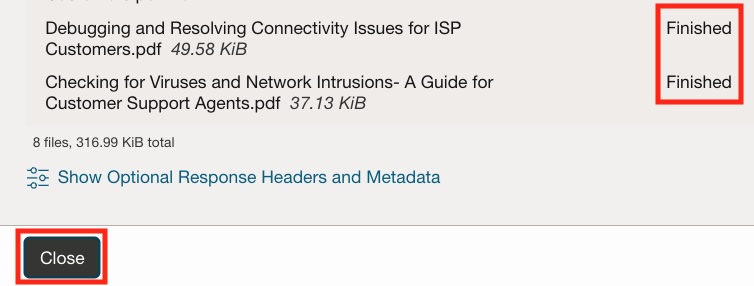 Debugging and Resolving Connectivity Issues for ISP Finished
Customers.pdf 49.58 KiB
Checking for Viruses and Network Intrusions- A Guide for Finished
Customer Support Agents.pdf 37.13 KiB
8 files, 316.99 KiB total
Show Optional Response Headers and Metadata
Close